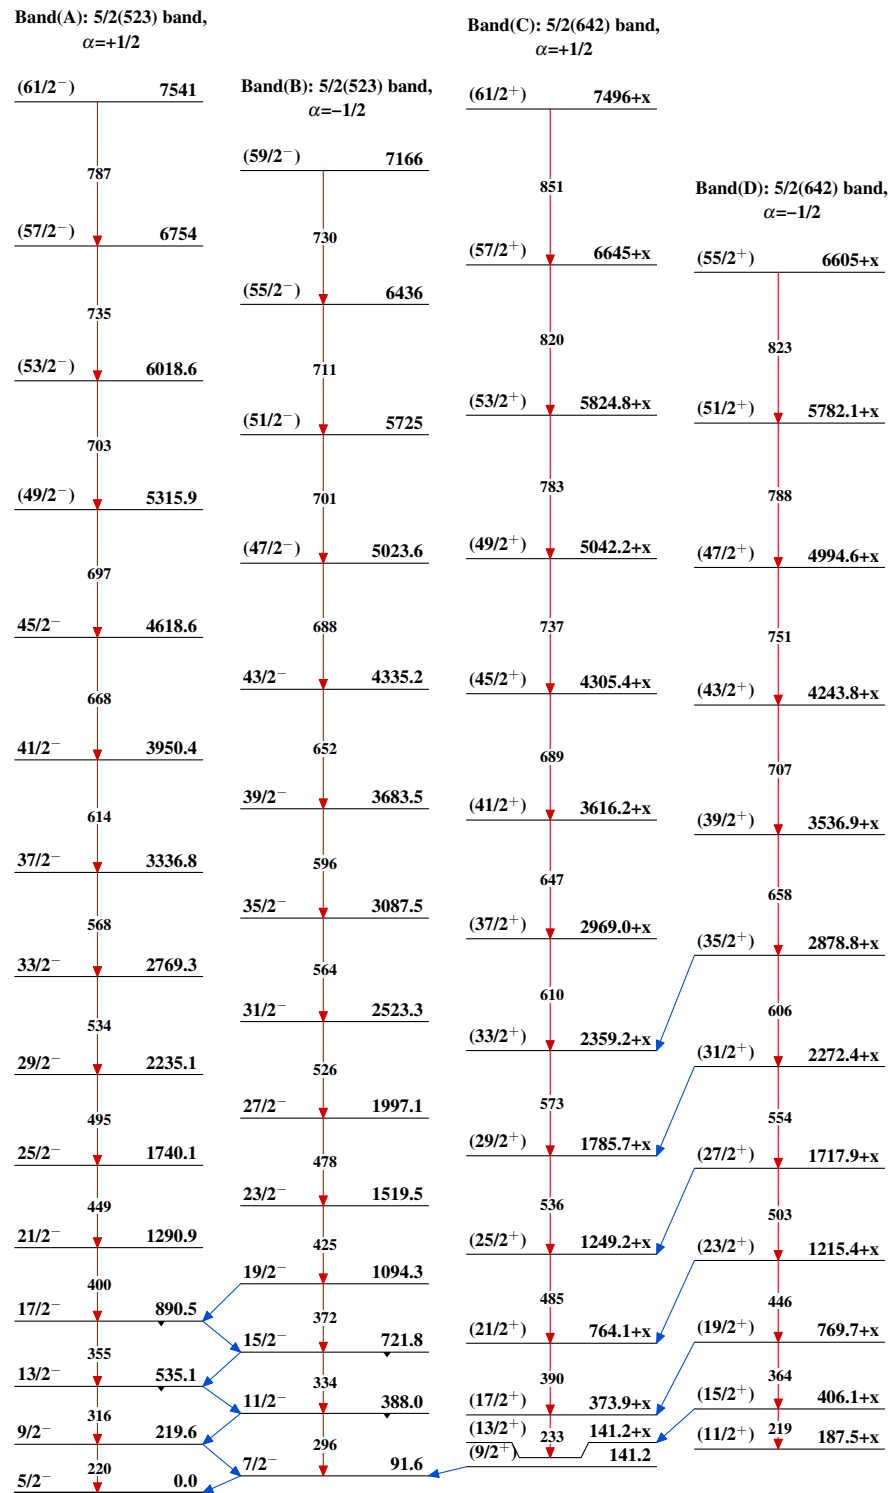 Band(A): 5/2(523) band,
α=+1/2
(61/2⁻) 7541
787
(57/2⁻) 6754
735
(53/2⁻) 6018.6
703
(49/2⁻) 5315.9
697
45/2⁻ 4618.6
668
41/2⁻ 3950.4
614
37/2⁻ 3336.8
568
33/2⁻ 2769.3
534
29/2⁻ 2235.1
495
25/2⁻ 1740.1
449
21/2⁻ 1290.9
400
17/2⁻ 890.5
355
13/2⁻ 535.1
316
9/2⁻ 219.6
220
5/2⁻ 0.0
Band(B): 5/2(523) band,
α=−1/2
(59/2⁻) 7166
730
(55/2⁻) 6436
711
(51/2⁻) 5725
701
(47/2⁻) 5023.6
688
43/2⁻ 4335.2
652
39/2⁻ 3683.5
596
35/2⁻ 3087.5
564
31/2⁻ 2523.3
526
27/2⁻ 1997.1
478
23/2⁻ 1519.5
425
19/2⁻ 1094.3
372
15/2⁻ 721.8
334
11/2⁻ 388.0
296
7/2⁻ 91.6
Band(C): 5/2(642) band,
α=+1/2
(61/2⁺) 7496+x
851
(57/2⁺) 6645+x
820
(53/2⁺) 5824.8+x
783
(49/2⁺) 5042.2+x
737
(45/2⁺) 4305.4+x
689
(41/2⁺) 3616.2+x
647
(37/2⁺) 2969.0+x
610
(33/2⁺) 2359.2+x
573
(29/2⁺) 1785.7+x
536
(25/2⁺) 1249.2+x
485
(21/2⁺) 764.1+x
390
(17/2⁺) 373.9+x
233
(13/2⁺) 141.2+x
(9/2⁺) 141.2
Band(D): 5/2(642) band,
α=−1/2
(55/2⁺) 6605+x
823
(51/2⁺) 5782.1+x
788
(47/2⁺) 4994.6+x
751
(43/2⁺) 4243.8+x
707
(39/2⁺) 3536.9+x
658
(35/2⁺) 2878.8+x
606
(31/2⁺) 2272.4+x
554
(27/2⁺) 1717.9+x
503
(23/2⁺) 1215.4+x
446
(19/2⁺) 769.7+x
364
(15/2⁺) 406.1+x
219
(11/2⁺) 187.5+x